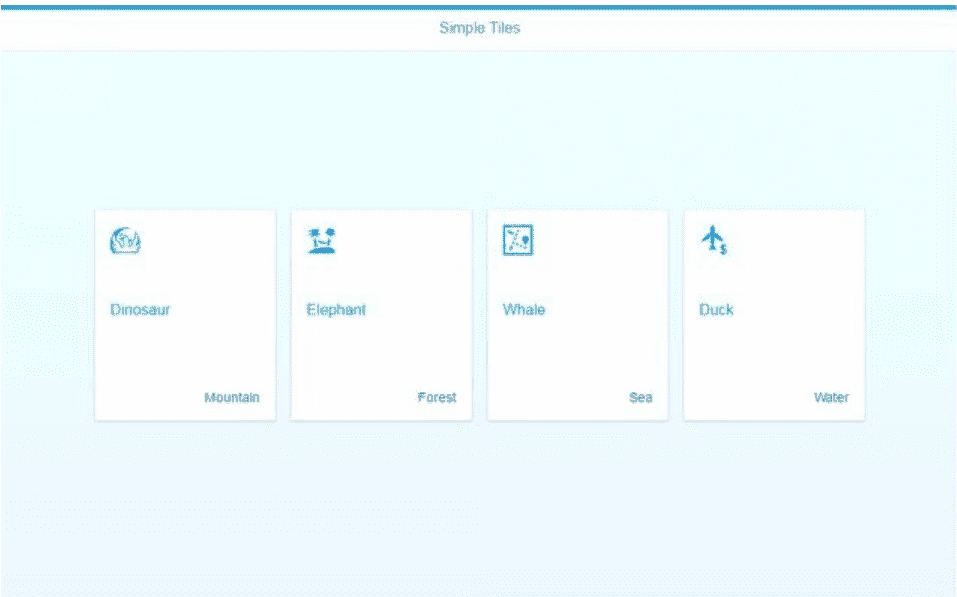 Simple Tiles
Dinosaur
Mountain
Elephant
Forest
Whale
Sea
$
Duck
Water